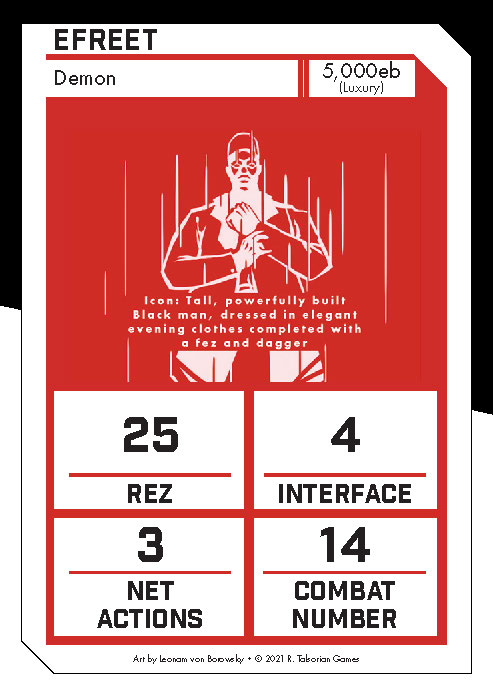 EFREET
Demon
5,000eb
(Luxury)
Icon: Tall, powerfully built
Black man, dressed in elegant
evening clothes completed with
a fez and dagger
25
REZ
4
INTERFACE
3
NET
ACTIONS
14
COMBAT
NUMBER
Art by Leonam von Borowsky • © 2021 R. Talsorian Games